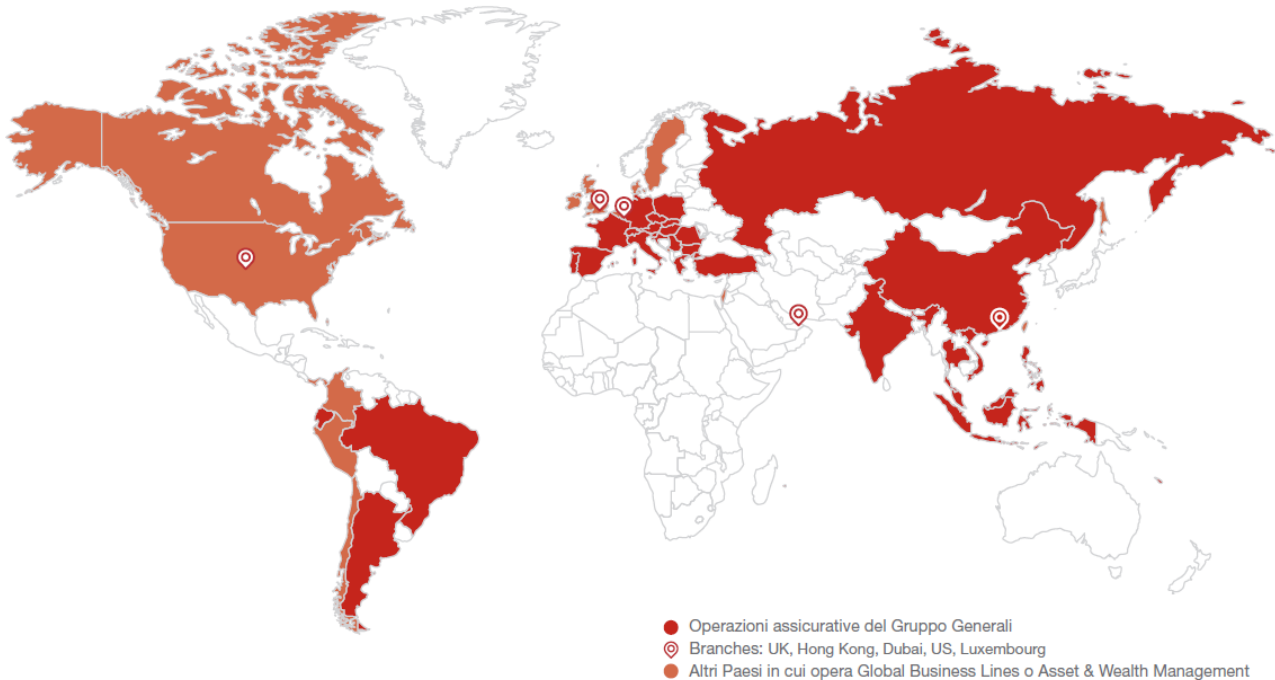 Operazioni assicurative del Gruppo Generali
Branches: UK, Hong Kong, Dubai, US, Luxembourg
Altri Paesi in cui opera Global Business Lines o Asset & Wealth Management